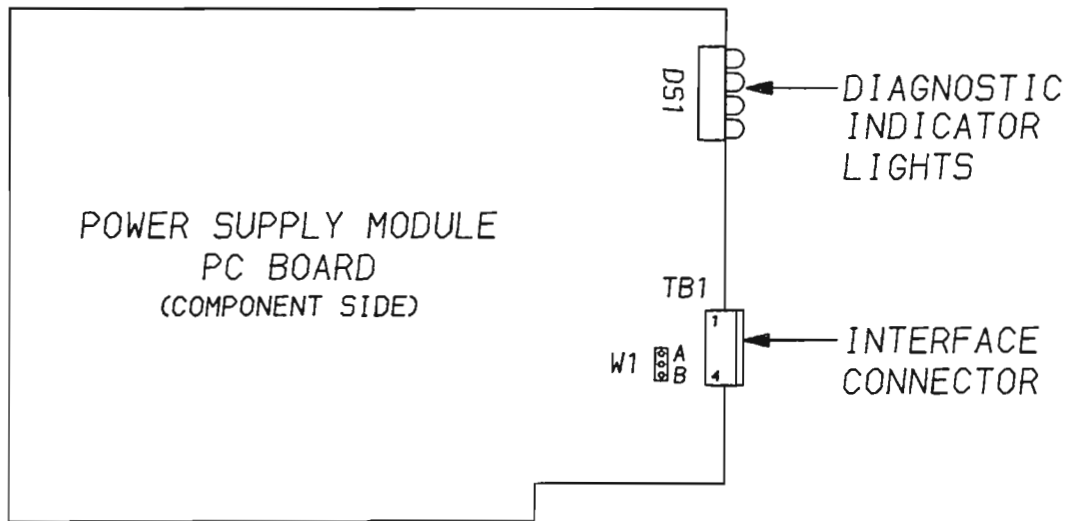 DS1
DIAGNOSTIC
INDICATOR
LIGHTS
POWER SUPPLY MODULE
PC BOARD
(COMPONENT SIDE)
TB1
1
4
W1
A
B
INTERFACE
CONNECTOR